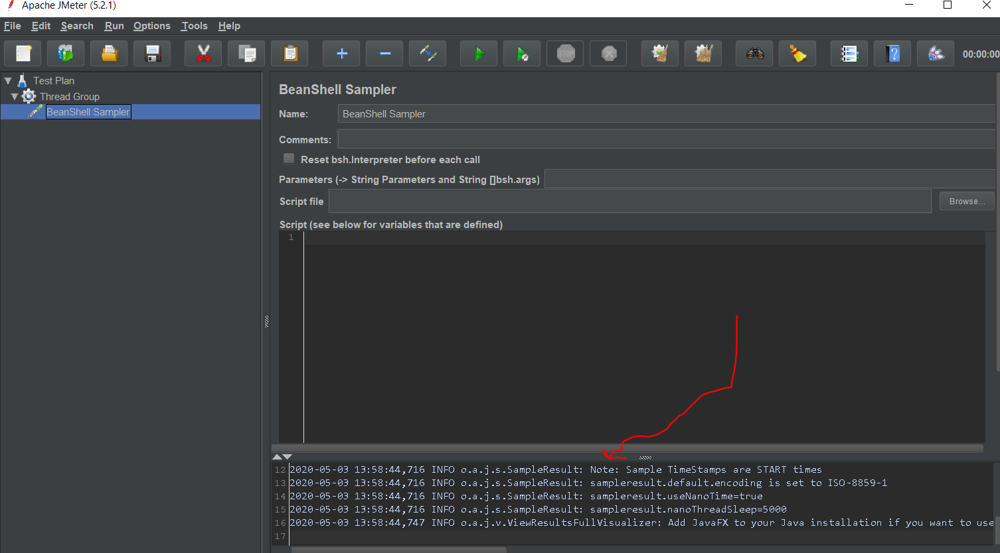 Apache JMeter (5.2.1)
File Edit Search Run Options Tools Help
STOP
00:00:00
Test Plan
Thread Group
BeanShell Sampler
BeanShell Sampler
Name: BeanShell Sampler
Comments:
Reset bsh.Interpreter before each call
Parameters (-> String Parameters and String []bsh.args)
Script file
Browse...
Script (see below for variables that are defined)
1
12 2020-05-03 13:58:44,716 INFO o.a.j.s.SampleResult: Note: Sample TimeStamps are START times
13 2020-05-03 13:58:44,716 INFO o.a.j.s.SampleResult: sampleresult.default.encoding is set to ISO-8859-1
14 2020-05-03 13:58:44,716 INFO o.a.j.s.SampleResult: sampleresult.useNanoTime=true
15 2020-05-03 13:58:44,716 INFO o.a.j.s.SampleResult: sampleresult.nanoThreadSleep=5000
16 2020-05-03 13:58:44,747 INFO o.a.j.v.ViewResultsFullVisualizer: Add JavaFX to your Java installation if you want to use
17